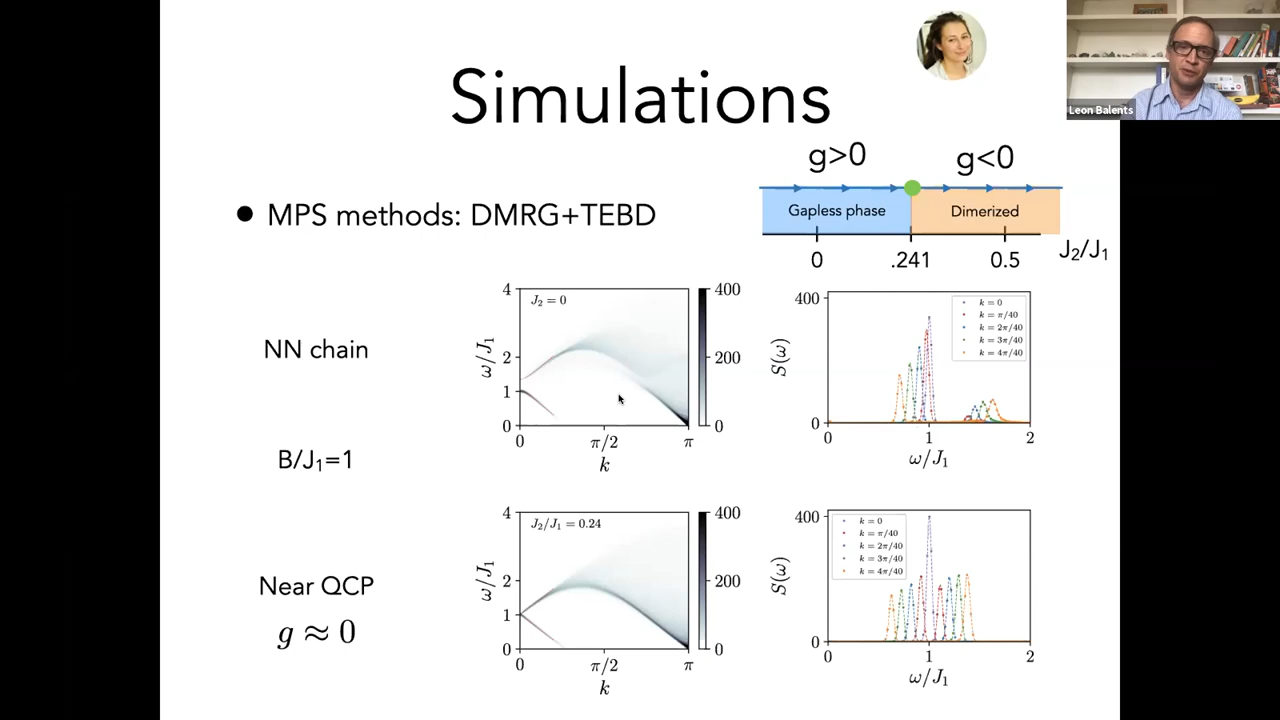 Leon Balents
Simulations
g>0
g<0
● MPS methods: DMRG+TEBD
Gapless phase
Dimerized
0
.241
0.5
J₂/J₁
NN chain
B/J₁=1
Near QCP
g ≈ 0
J₂ = 0
4
2
1
0
ω/J₁
0
π/2
π
k
400
200
0
400
0
S(ω)
k = 0
k = π/40
k = 2π/40
k = 3π/40
k = 4π/40
0
1
2
ω/J₁
J₂/J₁ = 0.24
4
2
1
0
ω/J₁
0
π/2
π
k
400
200
0
400
0
S(ω)
k = 0
k = π/40
k = 2π/40
k = 3π/40
k = 4π/40
0
1
2
ω/J₁